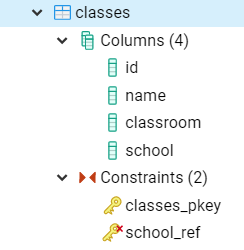 classes
Columns (4)
id
name
classroom
school
Constraints (2)
classes_pkey
school_ref